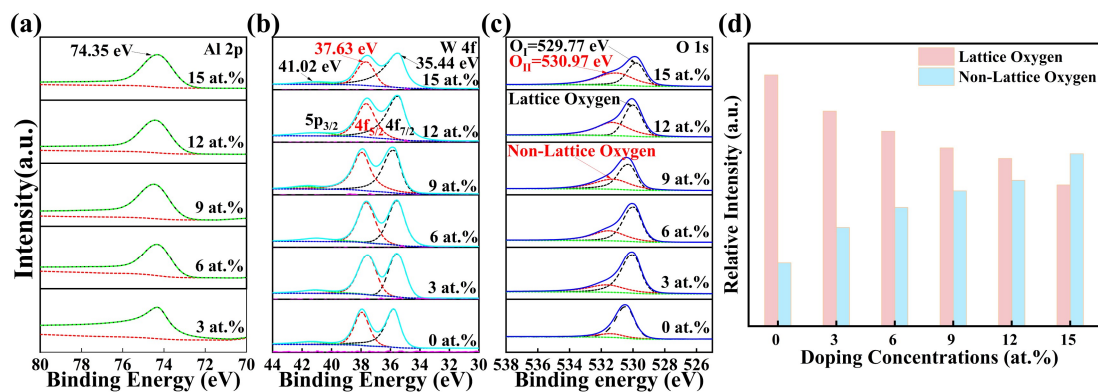 (a)
Intensity(a.u.)
Al 2p
74.35 eV
15 at.%
12 at.%
9 at.%
6 at.%
3 at.%
80 78 76 74 72 70
Binding Energy (eV)
(b)
W 4f
37.63 eV
41.02 eV
35.44 eV
15 at.%
5p3/2 4f5/2 4f7/2
12 at.%
9 at.%
6 at.%
3 at.%
0 at.%
44 42 40 38 36 34 32 30
Binding Energy (eV)
(c)
O 1s
OI=529.77eV
OII=530.97eV
15 at.%
Lattice Oxygen
12 at.%
Non-Lattice Oxygen
9 at.%
6 at.%
3 at.%
0 at.%
538 536 534 532 530 528 526
Binding Energy (eV)
(d)
Relative Intensity (a.u.)
Lattice Oxygen
Non-Lattice Oxygen
0 3 6 9 12 15
Doping Concentrations (at.%)